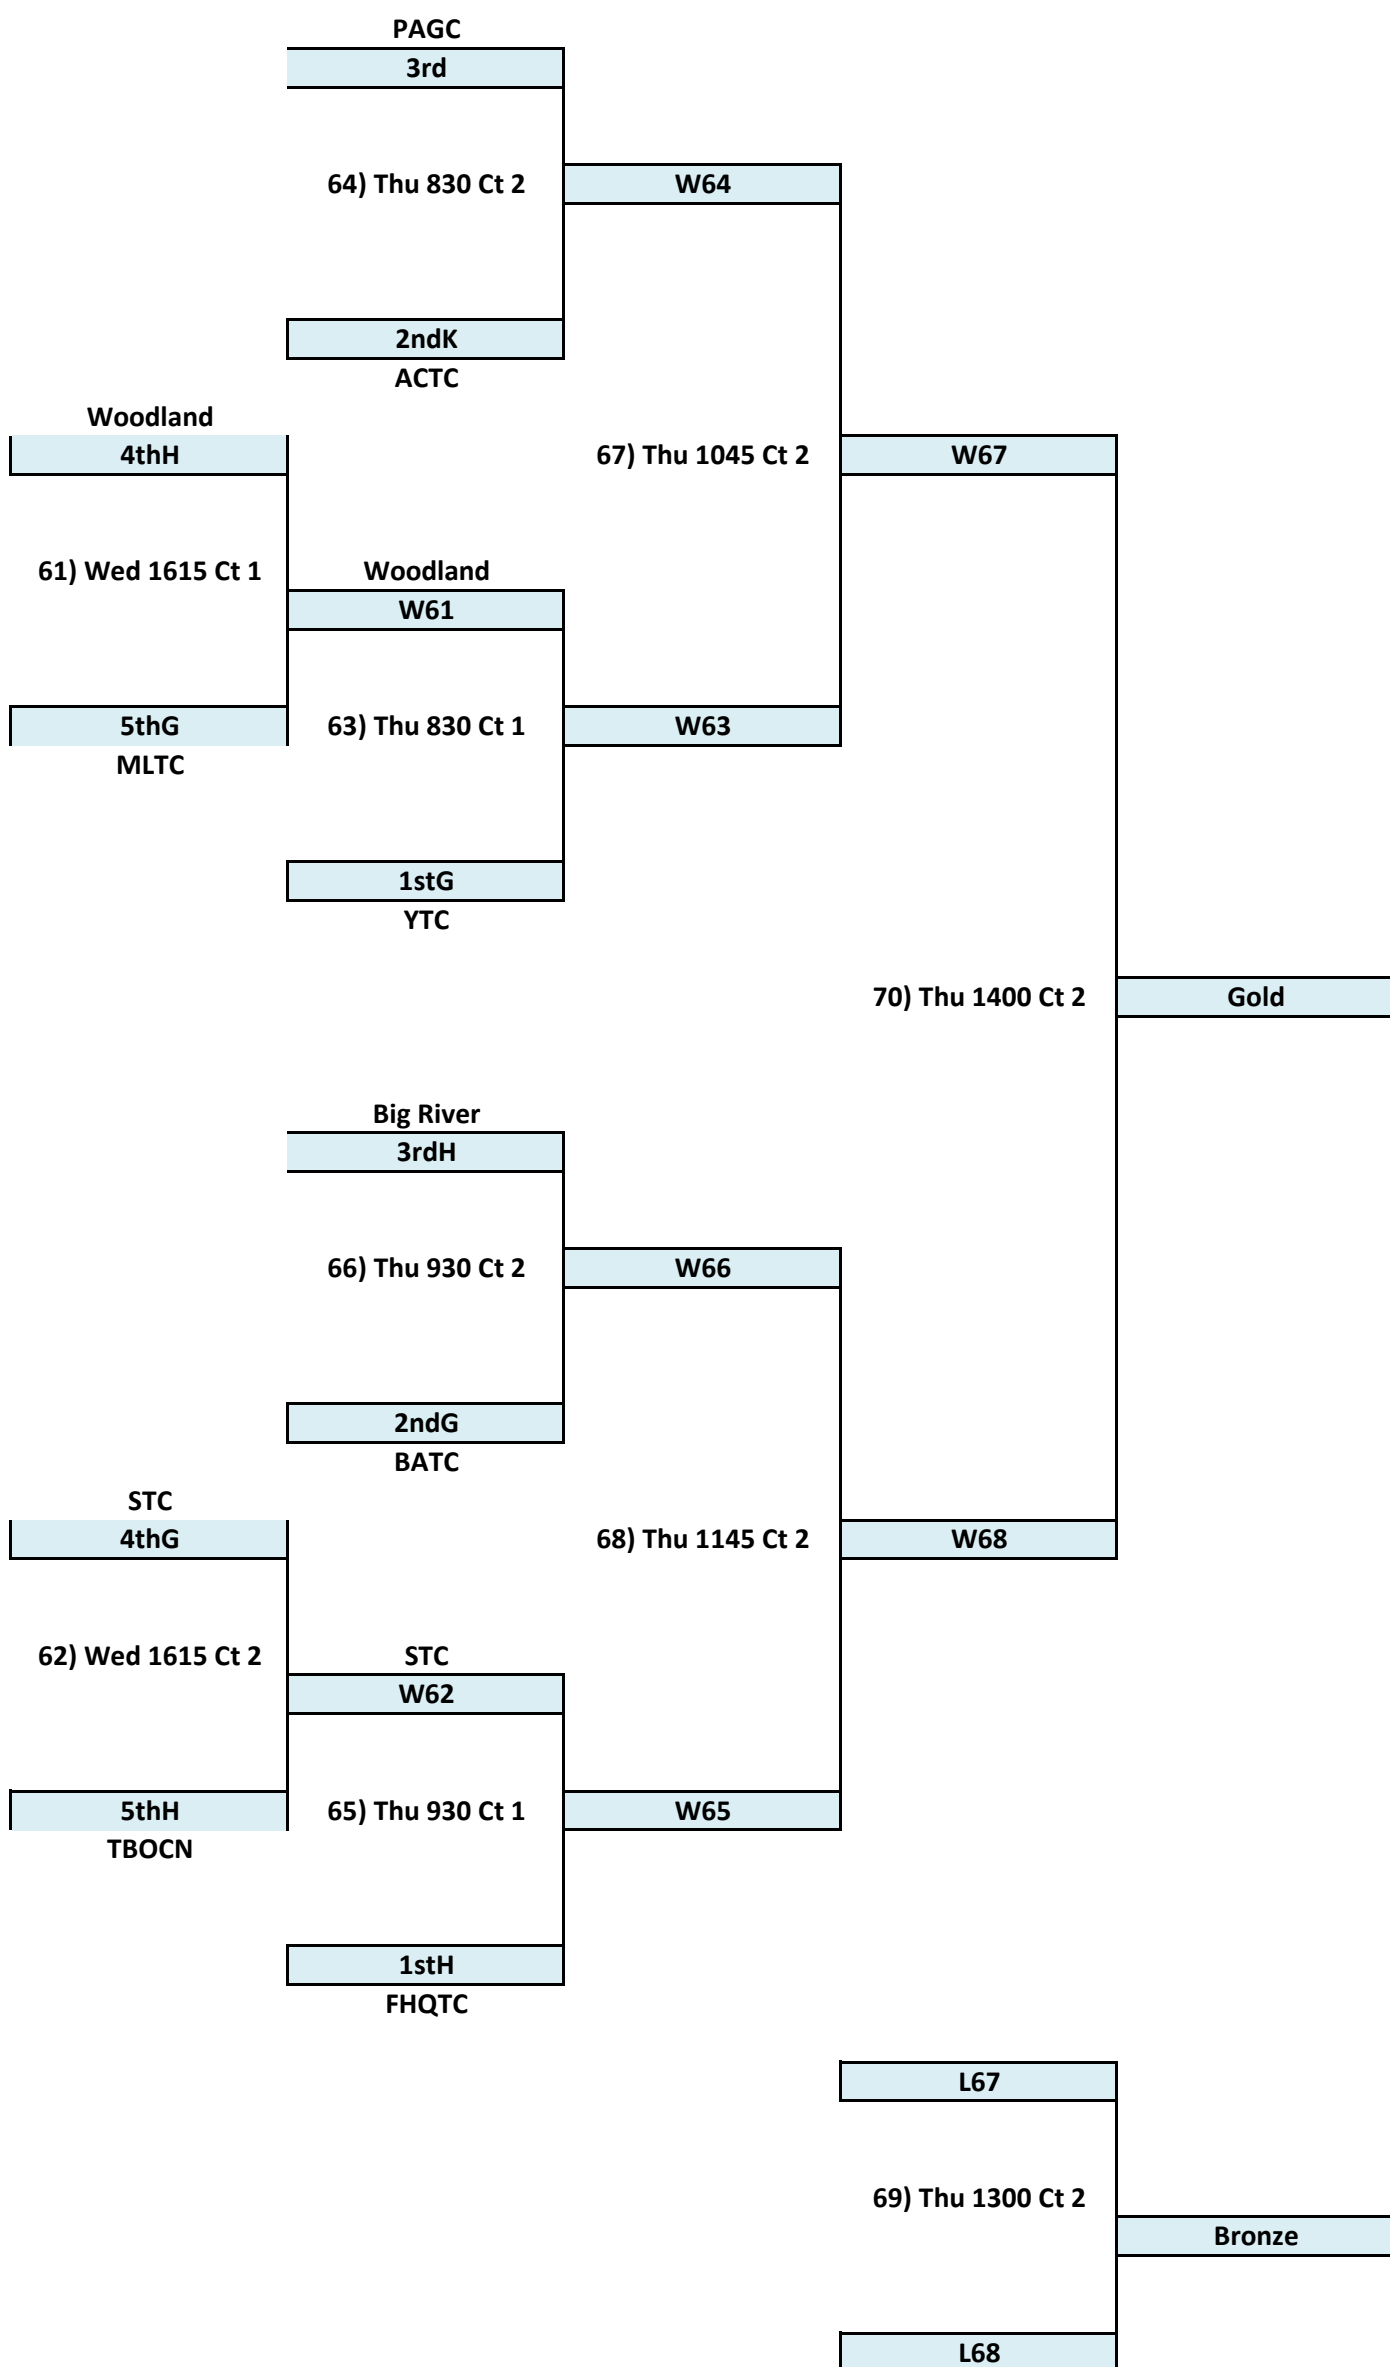 PAGC
3rd
64) Thu 830 Ct 2
W64
2ndK
ACTC
Woodland
4thH
67) Thu 1045 Ct 2
W67
61) Wed 1615 Ct 1
Woodland
W61
5thG
63) Thu 830 Ct 1
W63
MLTC
1stG
YTC
70) Thu 1400 Ct 2
Gold
Big River
3rdH
66) Thu 930 Ct 2
W66
2ndG
BATC
STC
4thG
68) Thu 1145 Ct 2
W68
62) Wed 1615 Ct 2
STC
W62
5thH
65) Thu 930 Ct 1
W65
TBOCN
1stH
FHQTC
L67
69) Thu 1300 Ct 2
Bronze
L68